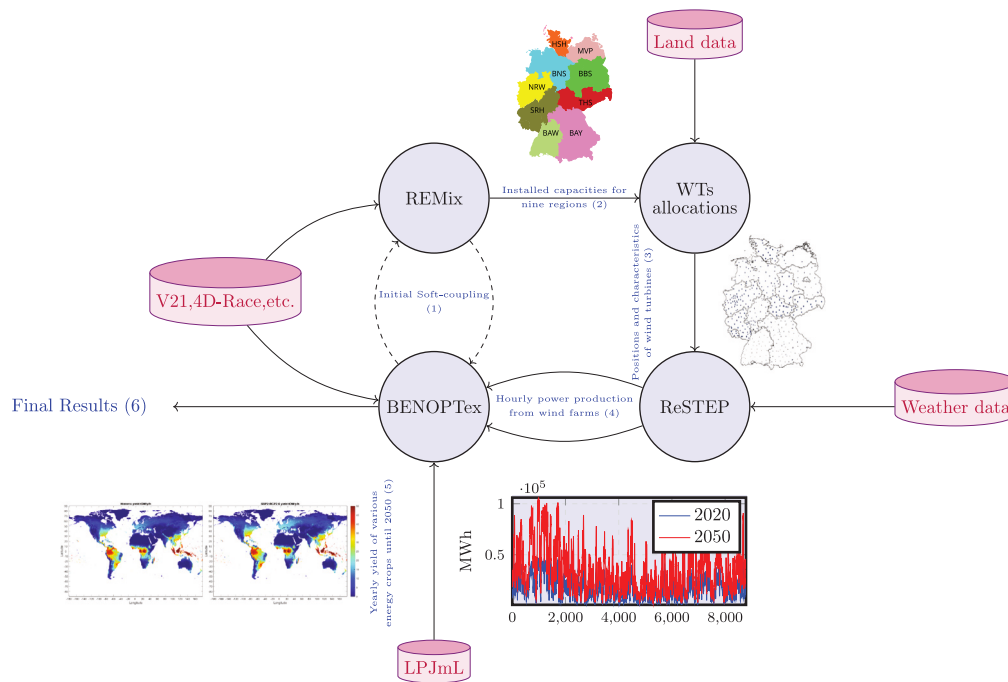 Land data
HSH
MVP
BNS
BBS
NRW
THS
SRH
BAW
BAY
REMix
Installed capacities for
nine regions (2)
WTs
allocations
V21,4D-Race,etc.
Initial Soft-coupling
(1)
Positions and characteristics
of wind turbines (3)
Final Results (6)
BENOPTex
Hourly power production
from wind farms (4)
ReSTEP
Weather data
Yearly yield of various
energy crops until 2050 (5)
·10⁵
1
0.5
MWh
2020
2050
0
2,000
4,000
6,000
8,000
LPJmL